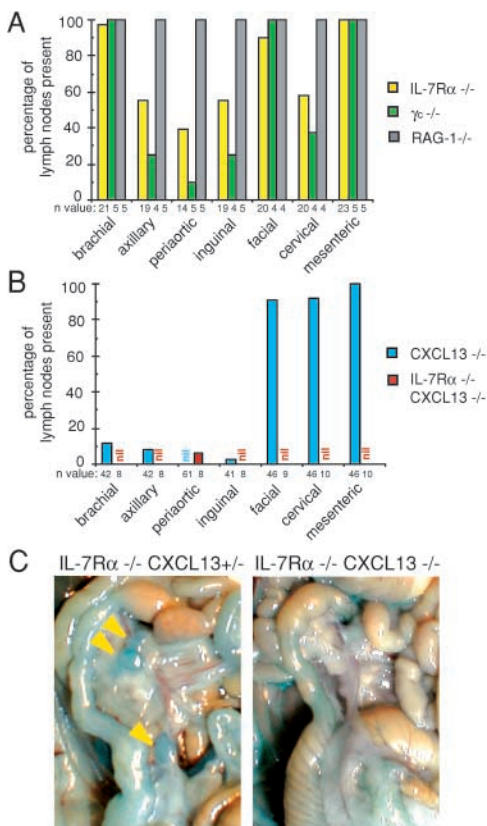 A
percentage of
lymph nodes present
100
80
60
40
20
0
IL-7Rα -/-
γc -/-
RAG-1-/-
n value: 21 5 5 19 4 5 14 5 5 19 4 5 20 4 4 20 4 4 23 5 5
brachial
axillary
periaortic
inguinal
facial
cervical
mesenteric
B
percentage of
lymph nodes present
100
80
60
40
20
0
CXCL13 -/-
IL-7Rα -/-
CXCL13 -/-
nil nil nil nil nil nil nil
n value: 42 8 42 8 61 8 41 8 46 9 46 10 46 10
brachial
axillary
periaortic
inguinal
facial
cervical
mesenteric
C
IL-7Rα -/- CXCL13+/- IL-7Rα -/- CXCL13 -/-